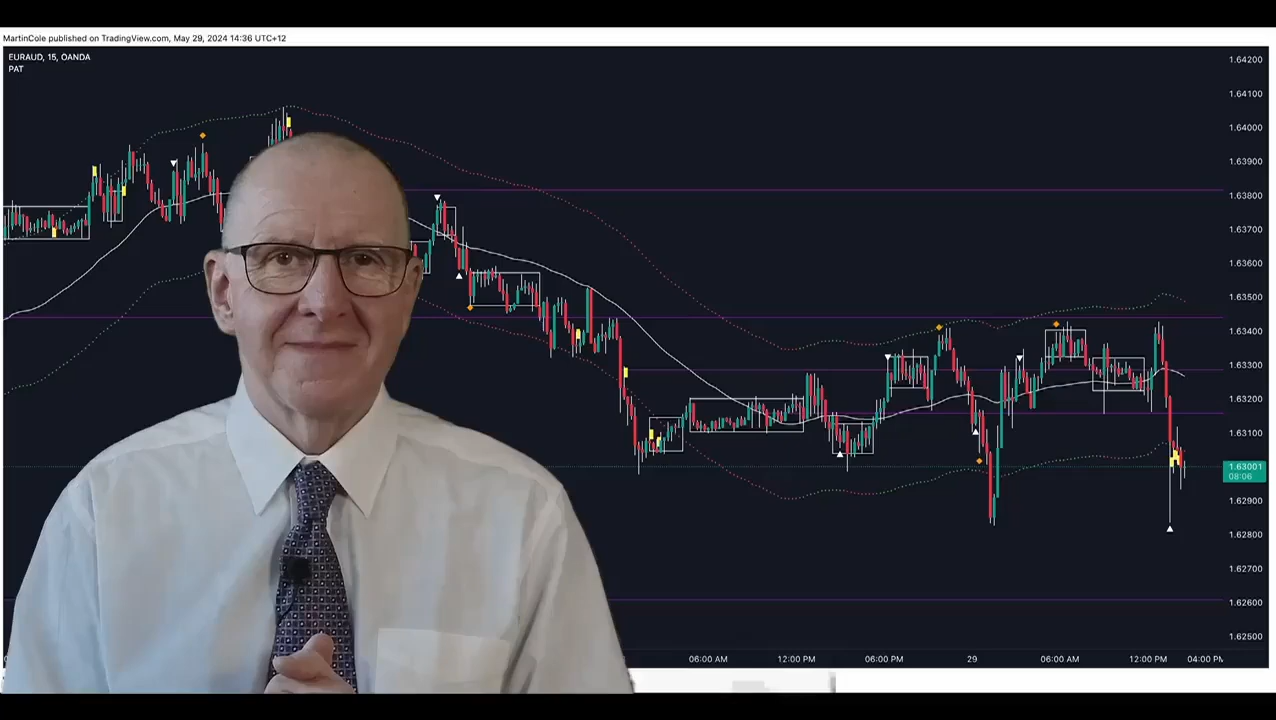 MartinCole published on TradingView.com, May 29, 2024 14:36 UTC+12
EURAUD, 15, OANDA
PAT
1.64200
1.64100
1.64000
1.63900
1.63800
1.63700
1.63600
1.63500
1.63400
1.63300
1.63200
1.63100
1.63001
08:06
1.62900
1.62800
1.62700
1.62600
1.62500
06:00 AM
12:00 PM
06:00 PM
29
06:00 AM
12:00 PM
04:00 PM